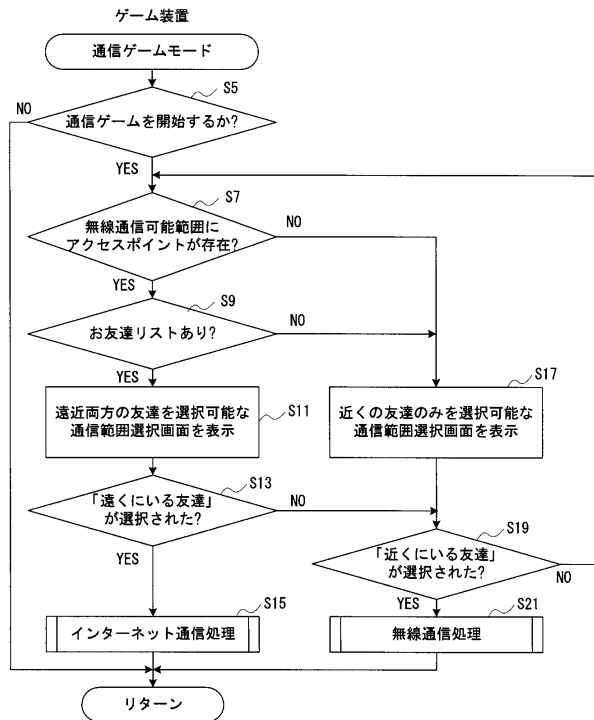 ゲーム装置
通信ゲームモード
S5
NO
通信ゲームを開始するか?
YES
S7
無線通信可能範囲に
アクセスポイントが存在?
NO
YES
S9
お友達リストあり?
NO
YES
S11
遠近両方の友達を選択可能な
通信範囲選択画面を表示
S17
近くの友達のみを選択可能な
通信範囲選択画面を表示
S13
「遠くにいる友達」
が選択された?
NO
YES
S19
「近くにいる友達」
が選択された?
NO
YES
S15
インターネット通信処理
S21
無線通信処理
リターン